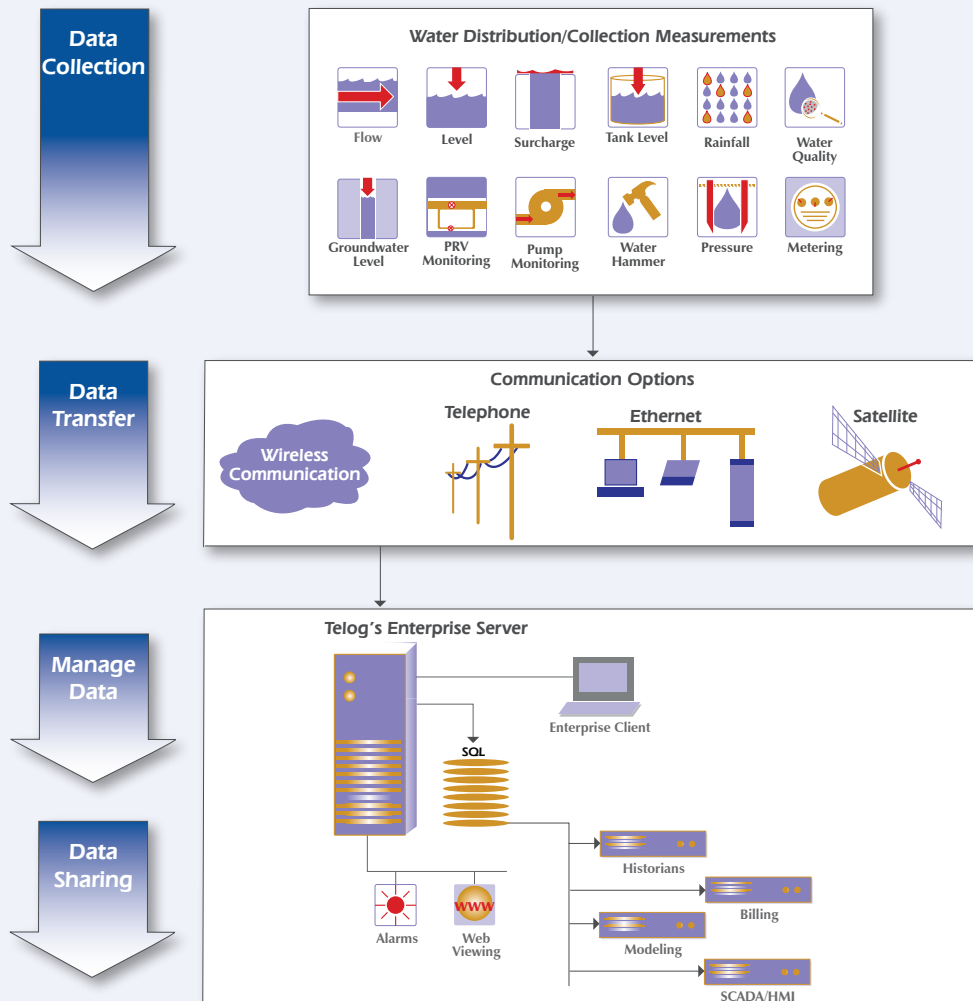 Data
Collection
Water Distribution/Collection Measurements
Flow
Level
Surcharge
Tank Level
Rainfall
Water
Quality
Groundwater
Level
PRV
Monitoring
Pump
Monitoring
Water
Hammer
Pressure
Metering
Data
Transfer
Communication Options
Wireless
Communication
Telephone
Ethernet
Satellite
Manage
Data
Telog's Enterprise Server
Enterprise Client
SQL
Data
Sharing
Alarms
WWW
Web
Viewing
Historians
Billing
Modeling
SCADA/HMI